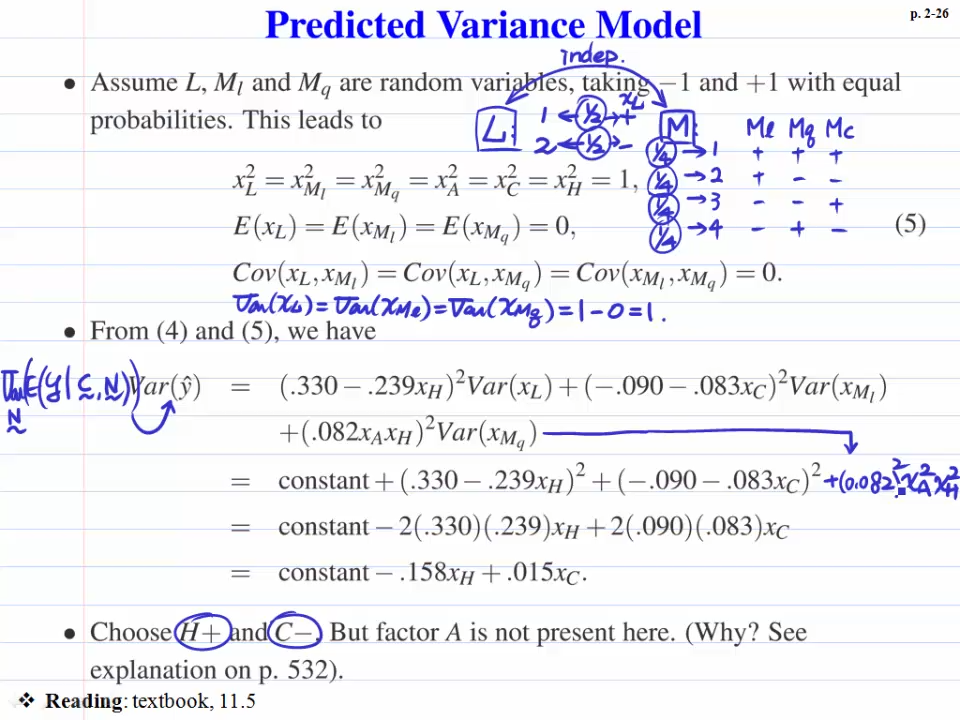 p. 2-26
Predicted Variance Model
indep.
• Assume L, M_l and M_q are random variables, taking −1 and +1 with equal
probabilities. This leads to
x_L
L: 1 ← ½ → +
2 ← ½ → −
M: M_l M_q M_c
¼ → 1 + + +
¼ → 2 + − −
¼ → 3 − − +
¼ → 4 − + −
x_L^2 = x_{M_l}^2 = x_{M_q}^2 = x_A^2 = x_C^2 = x_H^2 = 1,
E(x_L) = E(x_{M_l}) = E(x_{M_q}) = 0, (5)
Cov(x_L, x_{M_l}) = Cov(x_L, x_{M_q}) = Cov(x_{M_l}, x_{M_q}) = 0.
Var(x_L) = Var(x_{M_l}) = Var(x_{M_q}) = 1 − 0 = 1.
• From (4) and (5), we have
Var_N(E(y|C,N)) Var(ŷ) = (.330 − .239x_H)^2 Var(x_L) + (−.090 − .083x_C)^2 Var(x_{M_l})
+(.082x_A x_H)^2 Var(x_{M_q})
= constant + (.330 − .239x_H)^2 + (−.090 − .083x_C)^2 +(0.082)^2 x_A^2 x_H^2
= constant − 2(.330)(.239)x_H + 2(.090)(.083)x_C
= constant − .158x_H + .015x_C.
• Choose H+ and C−. But factor A is not present here. (Why? See
explanation on p. 532).
❖ Reading: textbook, 11.5